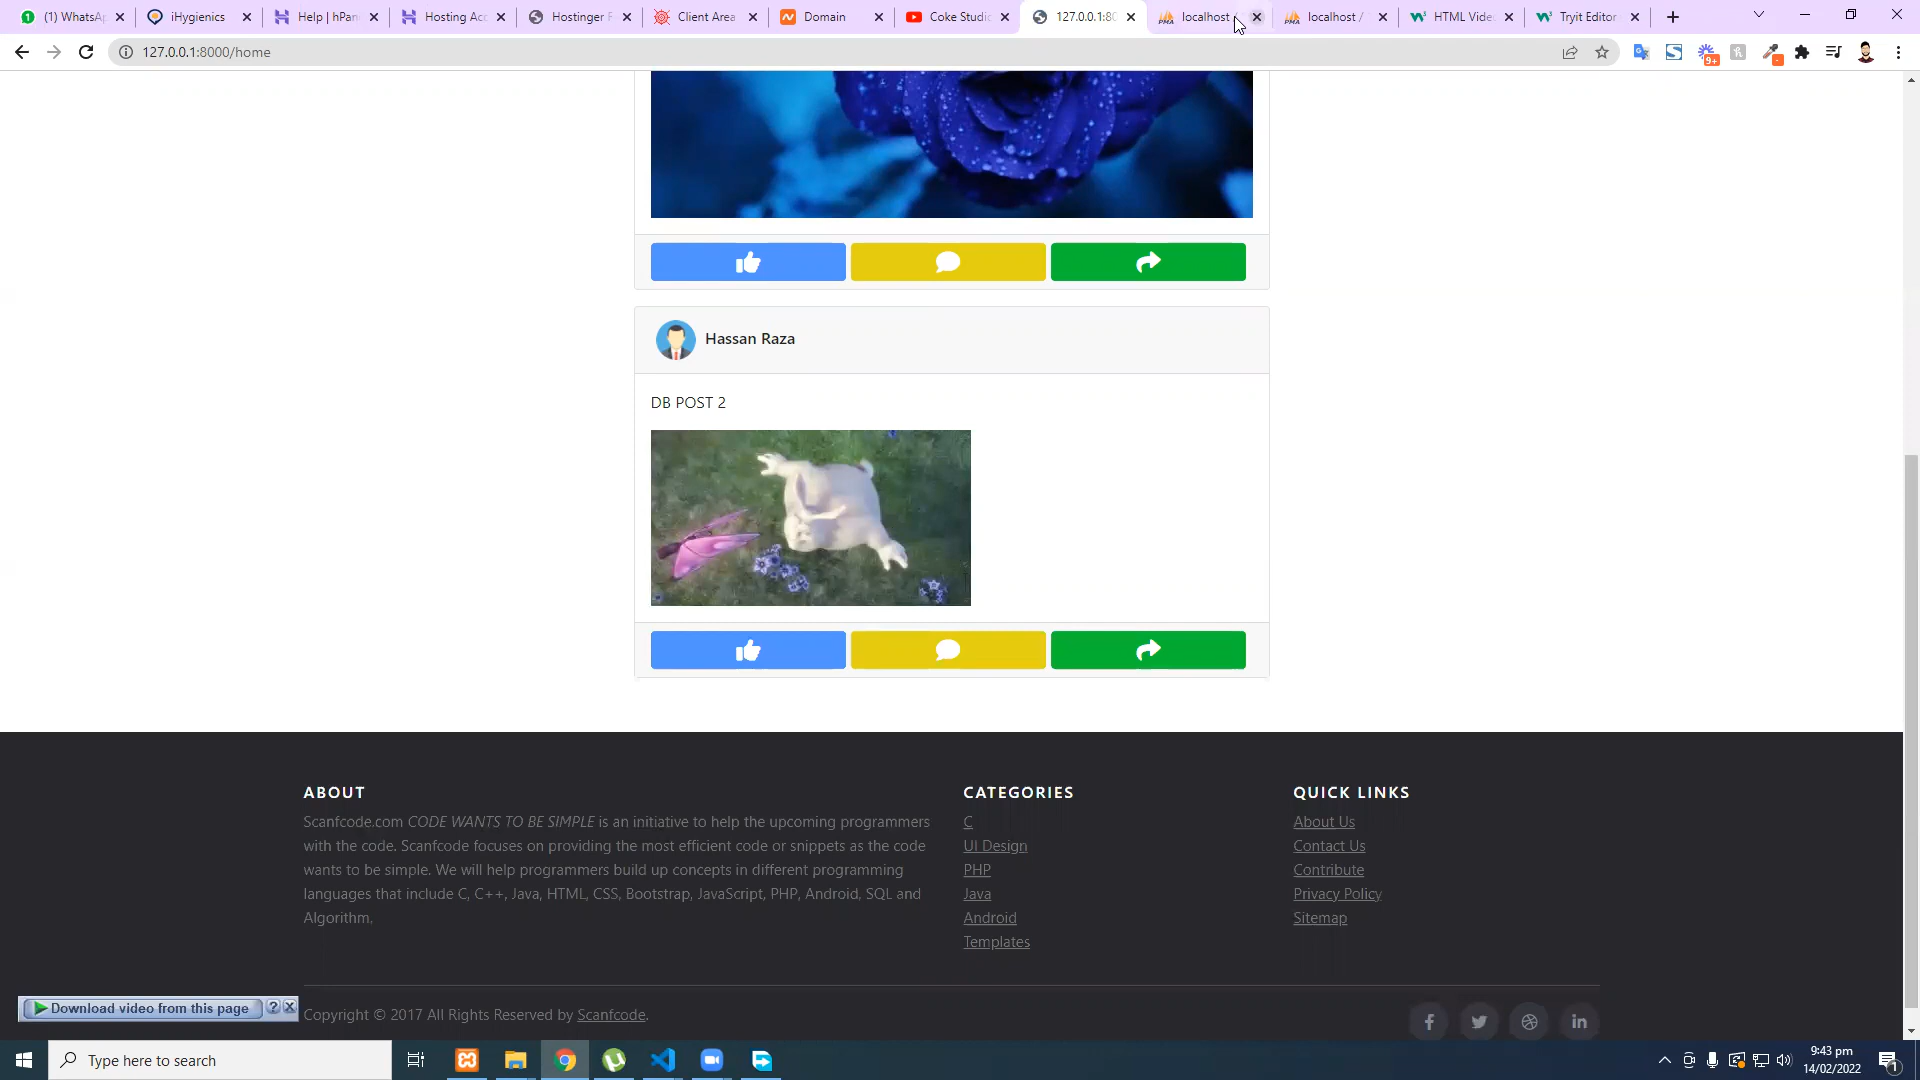 (1) WhatsAp
iHygienics
Help | hPan
Hosting Acc
Hostinger F
Client Area
Domain
Coke Studio
127.0.0.1:80
localhost /
localhost /
HTML Video
Tryit Editor
127.0.0.1:8000/home
9+
Hassan Raza
DB POST 2
ABOUT
Scanfcode.com CODE WANTS TO BE SIMPLE is an initiative to help the upcoming programmers
with the code. Scanfcode focuses on providing the most efficient code or snippets as the code
wants to be simple. We will help programmers build up concepts in different programming
languages that include C, C++, Java, HTML, CSS, Bootstrap, JavaScript, PHP, Android, SQL and
Algorithm.
CATEGORIES
C
UI Design
PHP
Java
Android
Templates
QUICK LINKS
About Us
Contact Us
Contribute
Privacy Policy
Sitemap
Download video from this page
Copyright © 2017 All Rights Reserved by Scanfcode.
Type here to search
9:43 pm
14/02/2022
1